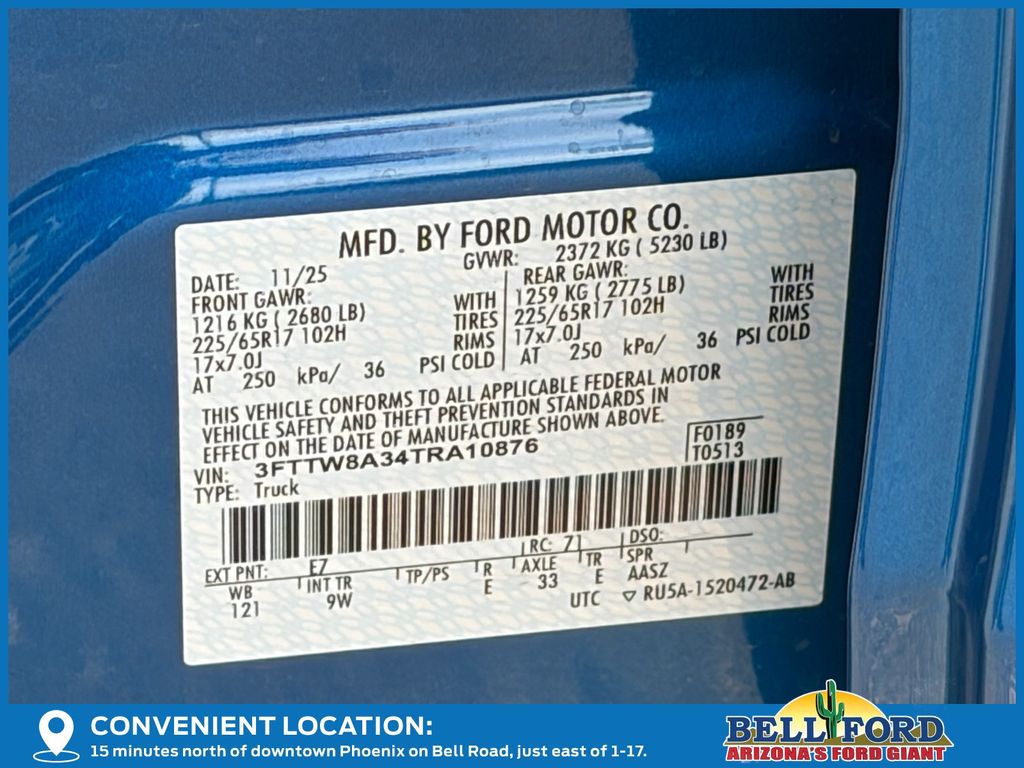 MFD. BY FORD MOTOR CO.
DATE: 11/25 GVWR: 2372 KG ( 5230 LB)
FRONT GAWR: REAR GAWR:
1216 KG ( 2680 LB) WITH 1259 KG ( 2775 LB) WITH
225/65R17 102H TIRES 225/65R17 102H TIRES
17x7.0J RIMS 17x7.0J RIMS
AT 250 kPa/ 36 PSI COLD AT 250 kPa/ 36 PSI COLD
THIS VEHICLE CONFORMS TO ALL APPLICABLE FEDERAL MOTOR
VEHICLE SAFETY AND THEFT PREVENTION STANDARDS IN
EFFECT ON THE DATE OF MANUFACTURE SHOWN ABOVE.
VIN: 3FTTW8A34TRA10876 F0189
TYPE: Truck T0513
EXT PNT: E7 RC: 71 DSO:
WB INT TR TP/PS R AXLE TR SPR
121 9W E 33 E AASZ
UTC ▽ RU5A-1520472-AB
CONVENIENT LOCATION:
15 minutes north of downtown Phoenix on Bell Road, just east of 1-17.
BELL FORD
ARIZONA'S FORD GIANT